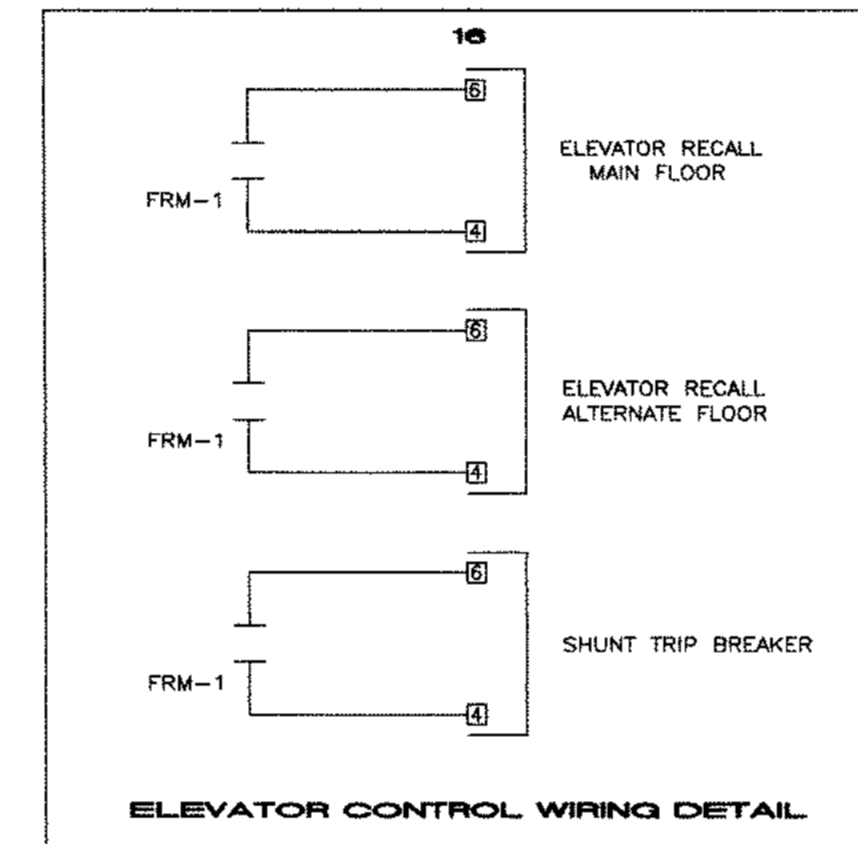 16
6
ELEVATOR RECALL
MAIN FLOOR
FRM-1
4
6
ELEVATOR RECALL
ALTERNATE FLOOR
FRM-1
4
6
SHUNT TRIP BREAKER
FRM-1
4
ELEVATOR CONTROL WIRING DETAIL